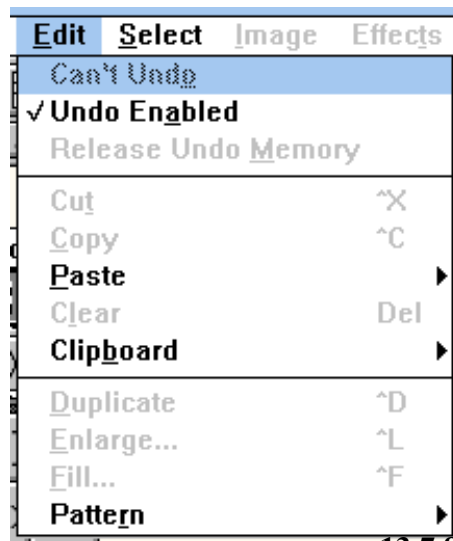 Edit Select Image Effects
Can't Undo
✓ Undo Enabled
Release Undo Memory
Cut ^X
Copy ^C
Paste
Clear Del
Clipboard
Duplicate ^D
Enlarge... ^L
Fill... ^F
Pattern